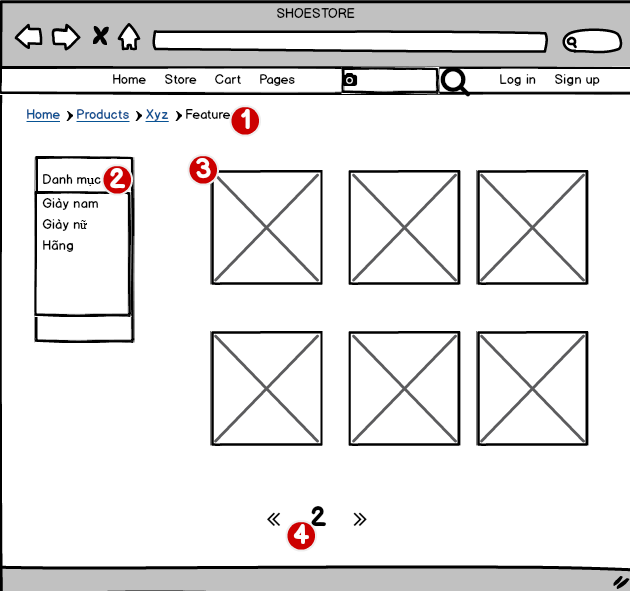 SHOESTORE
Home Store Cart Pages Log in Sign up
Home Products Xyz Feature 1
Danh mục 2
Giày nam
Giày nữ
Hãng
3
2
4